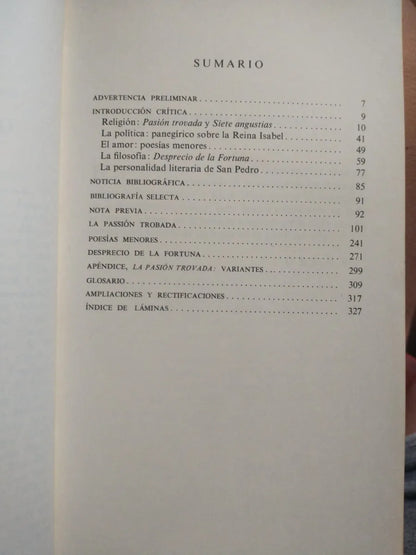 SUMARIO
ADVERTENCIA PRELIMINAR 7
INTRODUCCIÓN CRÍTICA 9
Religión: Pasión trovada y Siete angustias 10
La política: panegírico sobre la Reina Isabel 41
El amor: poesías menores 49
La filosofía: Desprecio de la Fortuna 59
La personalidad literaria de San Pedro 77
NOTICIA BIBLIOGRÁFICA 85
BIBLIOGRAFÍA SELECTA 91
NOTA PREVIA 92
LA PASSIÓN TROBADA 101
POESÍAS MENORES 241
DESPRECIO DE LA FORTUNA 271
APÉNDICE, LA PASIÓN TROVADA: VARIANTES 299
GLOSARIO 309
AMPLIACIONES Y RECTIFICACIONES 317
ÍNDICE DE LÁMINAS 327